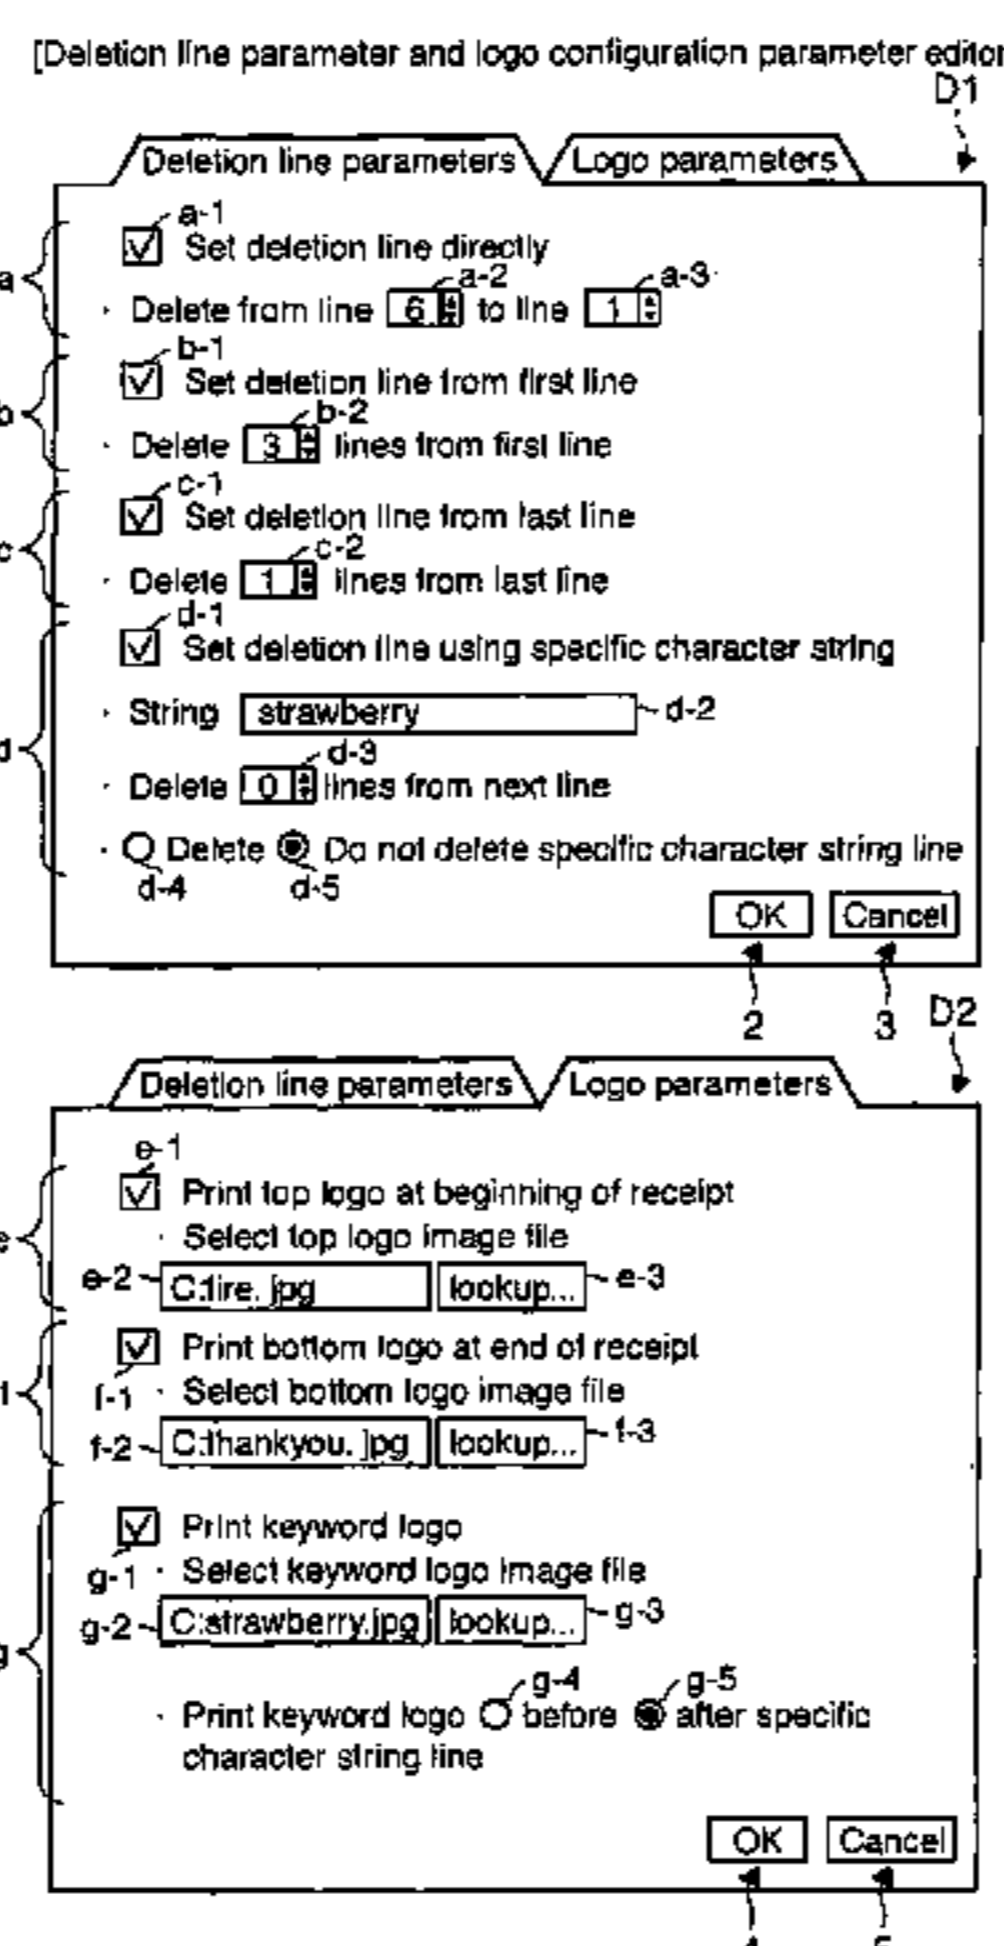 [Deletion line parameter and logo configuration parameter editor
D1
Deletion line parameters Logo parameters
a-1
Set deletion line directly
a
a-2 a-3
Delete from line 6 to line 1
b-1
Set deletion line from first line
b
b-2
Delete 3 lines from first line
c-1
Set deletion line from last line
c
c-2
Delete 1 lines from last line
d-1
Set deletion line using specific character string
String strawberry d-2
d
d-3
Delete 0 lines from next line
Delete Do not delete specific character string line
d-4 d-5
OK Cancel
2 3
D2
Deletion line parameters Logo parameters
e-1
Print top logo at beginning of receipt
e
Select top logo image file
e-2 C:fire.jpg lookup... e-3
Print bottom logo at end of receipt
f
f-1 Select bottom logo image file
f-2 C:thankyou.jpg lookup... f-3
Print keyword logo
g-1 Select keyword logo image file
g-2 C:strawberry.jpg lookup... g-3
g
g-4 g-5
Print keyword logo before after specific
character string line
OK Cancel